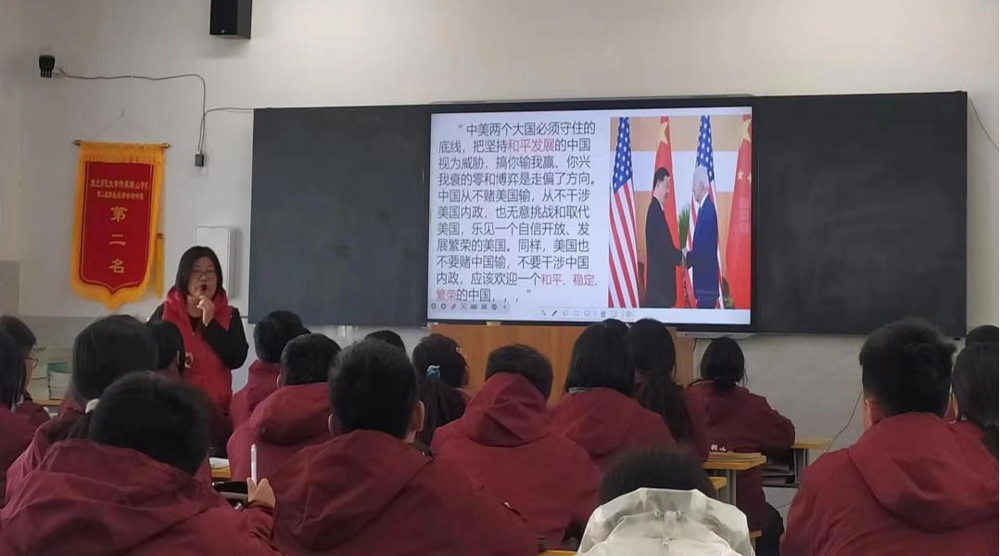 第二名
“中美两个大国必须守住的
底线，把坚持和平发展的中国
视为威胁，搞你输我赢、你兴
我衰的零和博弈是走偏了方向。
中国从不赌美国输，从不干涉
美国内政，也无意挑战和取代
美国，乐见一个自信开放、发
展繁荣的美国。同样，美国也
不要赌中国输，不要干涉中国
内政，应该欢迎一个和平、稳定、
繁荣的中国，，，”